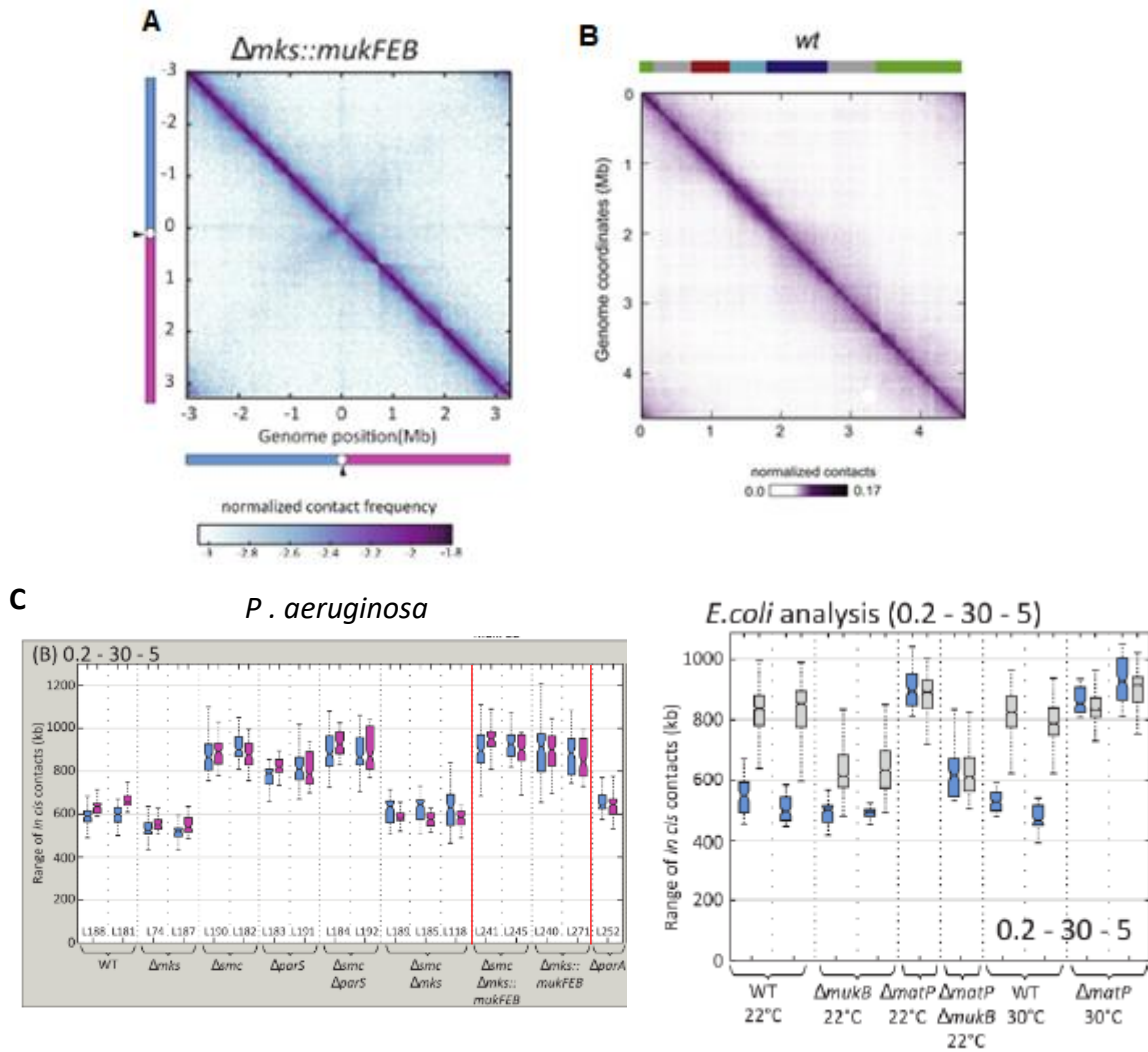 A
Δmks::mukFEB
-3
-2
-1
0
1
2
3
-3 -2 -1 0 1 2 3
Genome position(Mb)
normalized contact frequency
-3 -2.8 -2.6 -2.4 -2.2 -2 -1.8
B
wt
0
1
2
3
4
Genome coordinates (Mb)
0 1 2 3 4
normalized contacts
0.0 0.17
C
P . aeruginosa
(B) 0.2 - 30 - 5
Range of in cis contacts (kb)
1200
1000
800
600
400
200
0
L188 L181 L74 L187 L190 L182 L183 L191 L184 L192 L189 L185 L118 L241 L245 L240 L271 L252
WT Δmks Δsmc ΔparS Δsmc Δsmc Δsmc Δmks:: ΔparA
ΔparS Δmks Δmks:: mukFEB
mukFEB
E.coli analysis (0.2 - 30 - 5)
Range of in cis contacts (kb)
1000
800
600
400
200
0
0.2 - 30 - 5
WT ΔmukB ΔmatP ΔmatP WT ΔmatP
22°C 22°C 22°C ΔmukB 30°C 30°C
22°C